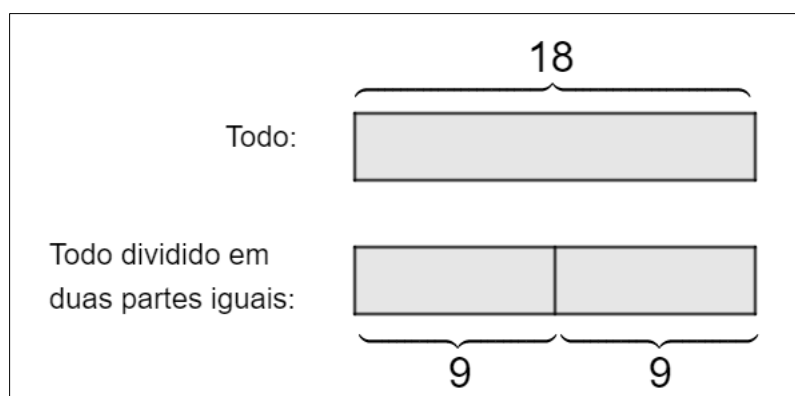 18
Todo:
Todo dividido em
duas partes iguais:
9 9